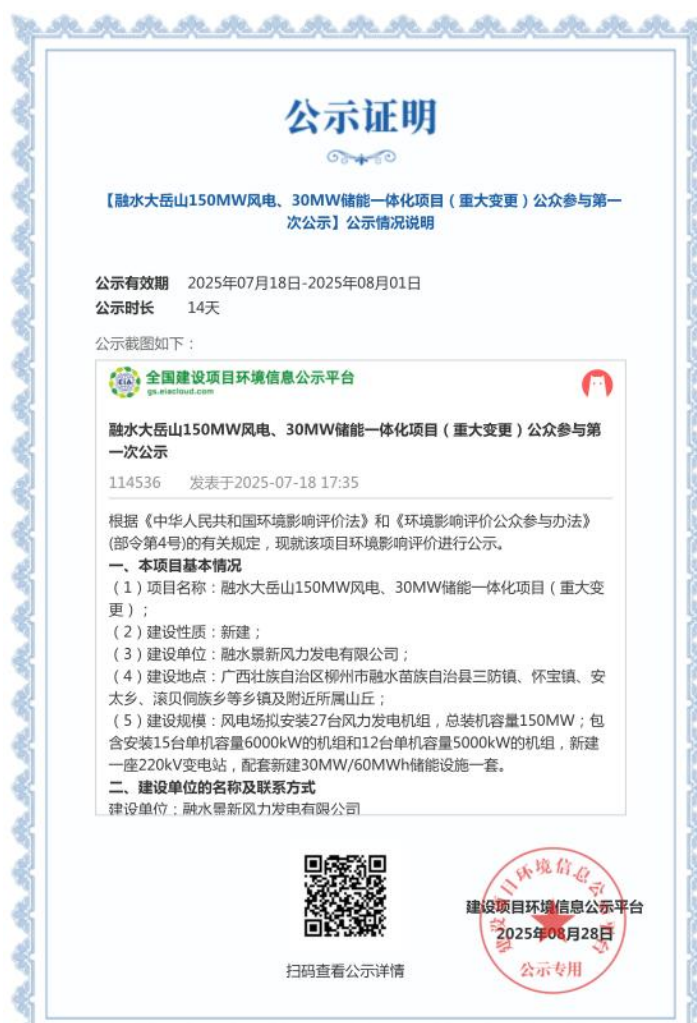 公示证明
【融水大岳山150MW风电、30MW储能一体化项目（重大变更）公众参与第一
次公示】公示情况说明
公示有效期 2025年07月18日-2025年08月01日
公示时长 14天
公示截图如下：
EIA 全国建设项目环境信息公示平台
gs.eiacloud.com
融水大岳山150MW风电、30MW储能一体化项目（重大变更）公众参与第
一次公示
114536 发表于2025-07-18 17:35
根据《中华人民共和国环境影响评价法》和《环境影响评价公众参与办法》
(部令第4号)的有关规定，现就该项目环境影响评价进行公示。
一、本项目基本情况
（1）项目名称：融水大岳山150MW风电、30MW储能一体化项目（重大变
更）；
（2）建设性质：新建；
（3）建设单位：融水景新风力发电有限公司；
（4）建设地点：广西壮族自治区柳州市融水苗族自治县三防镇、怀宝镇、安
太乡、滚贝侗族乡等乡镇及附近所属山丘；
（5）建设规模：风电场拟安装27台风力发电机组，总装机容量150MW；包
含安装15台单机容量6000kW的机组和12台单机容量5000kW的机组，新建
一座220kV变电站，配套新建30MW/60MWh储能设施一套。
二、建设单位的名称及联系方式
建设单位：融水景新风力发电有限公司
建设项目环境信息公示平台
建设项目环境信息公示平台
2025年08月28日
公示专用
扫码查看公示详情